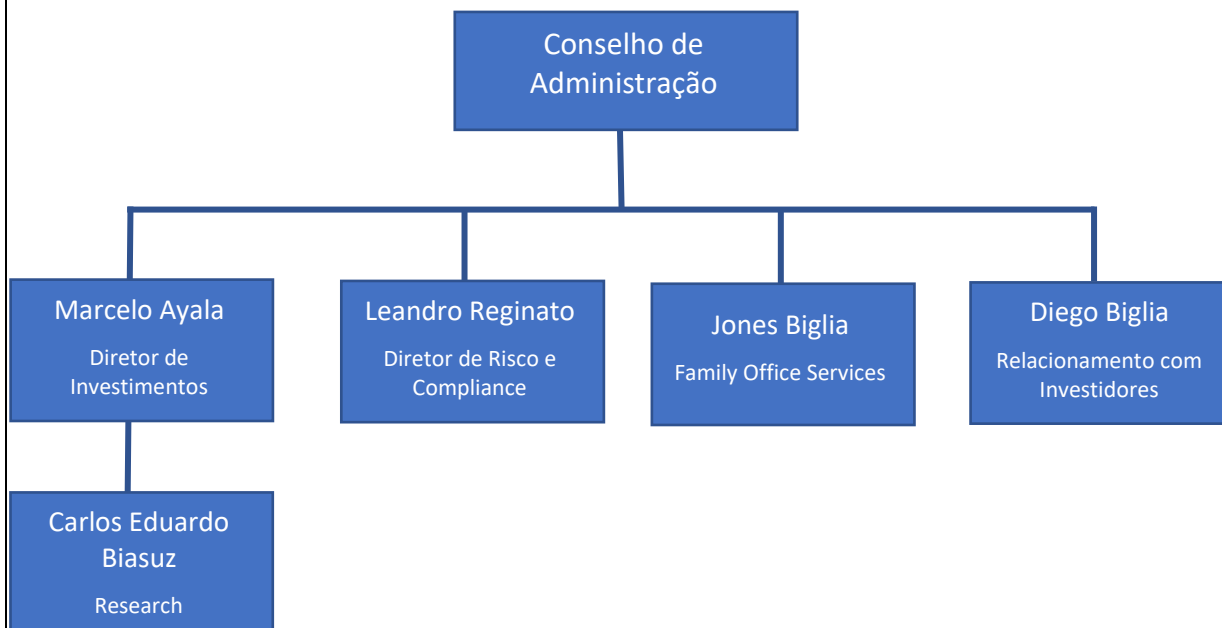 Conselho de
Administração
Marcelo Ayala
Diretor de
Investimentos
Leandro Reginato
Diretor de Risco e
Compliance
Jones Biglia
Family Office Services
Diego Biglia
Relacionamento com
Investidores
Carlos Eduardo
Biasuz
Research